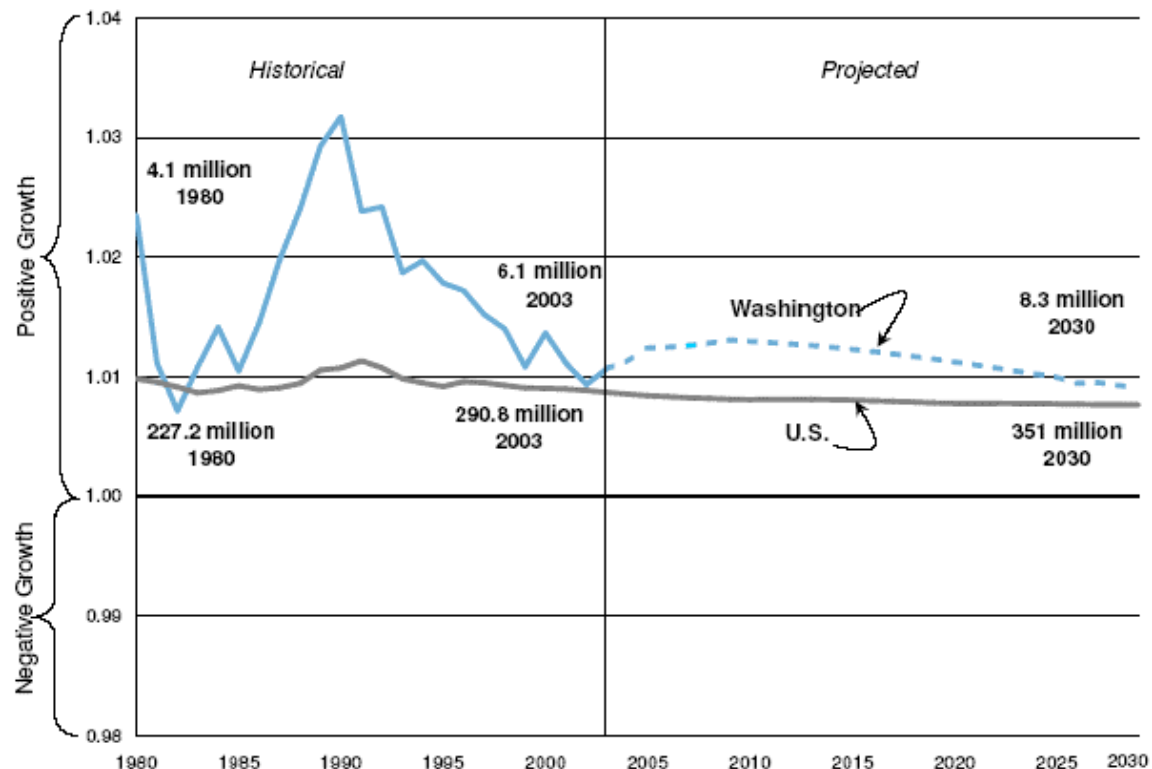 1.04
Historical
Projected
1.03
4.1 million
1980
Positive Growth
1.02
6.1 million
2003
Washington
8.3 million
2030
1.01
227.2 million
1980
290.8 million
2003
U.S.
351 million
2030
1.00
Negative Growth
0.99
0.98
1980 1985 1990 1995 2000 2005 2010 2015 2020 2025 2030